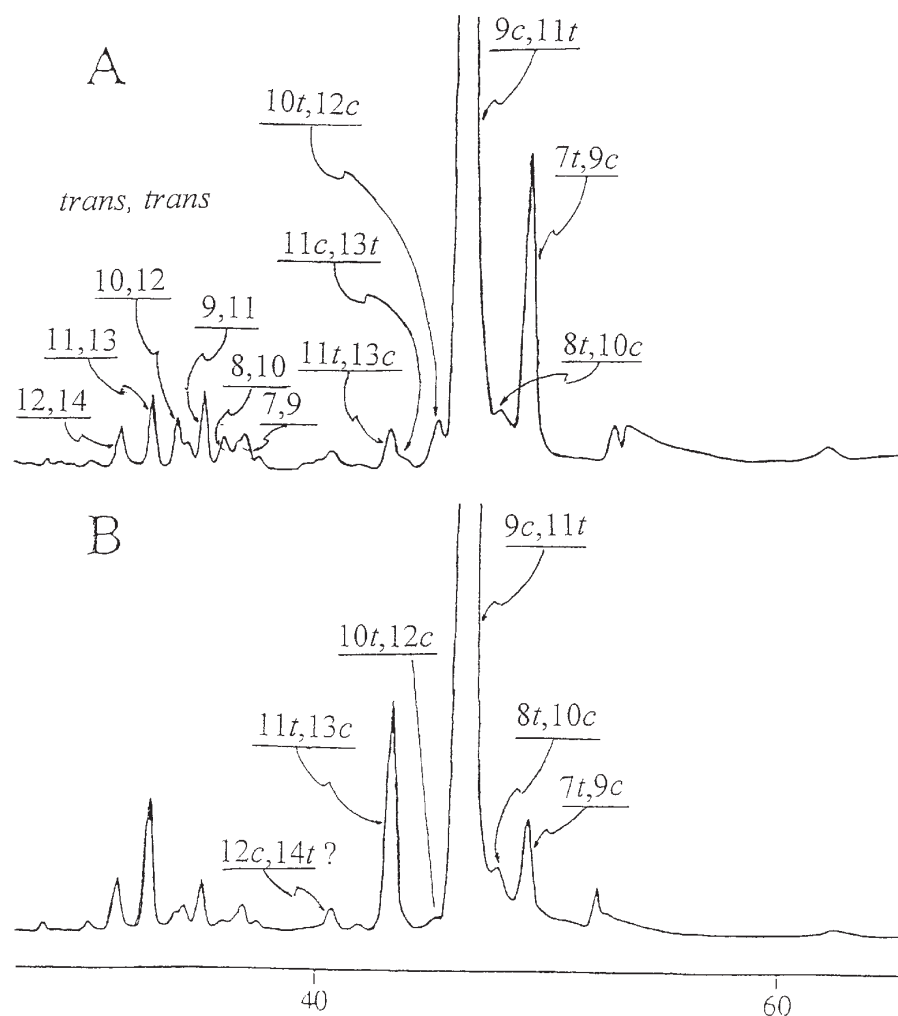 A
9c,11t
10t,12c
7t,9c
trans, trans
11c,13t
10,12
9,11
11,13
8,10
11t,13c
8t,10c
12,14
7,9
B
9c,11t
10t,12c
11t,13c
8t,10c
7t,9c
12c,14t ?
40
60